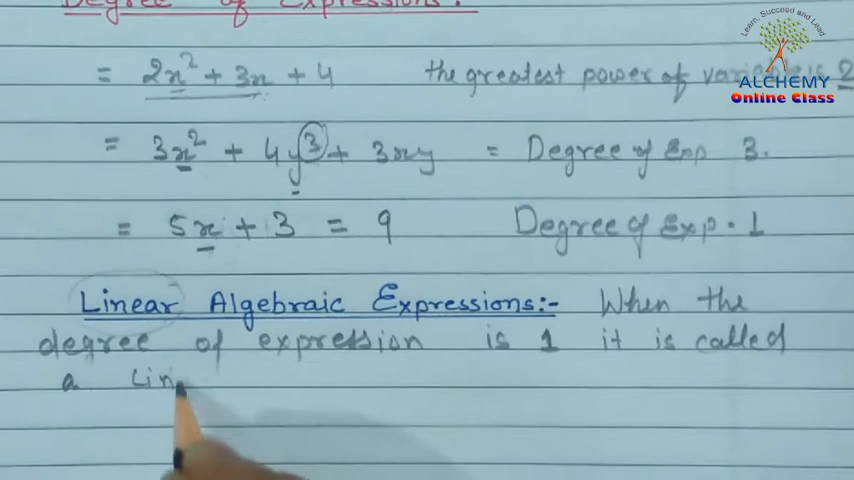 Degree of Expressions:
= 2x² + 3x + 4 the greatest power of variable is 2
= 3x² + 4y³ + 3xy = Degree of Exp 3.
= 5x + 3 = 9 Degree of Exp. 1
Linear Algebraic Expressions:- When the
degree of expression is 1 it is called
a Lin
Learn, Succeed and Lead
ALCHEMY
Online Class